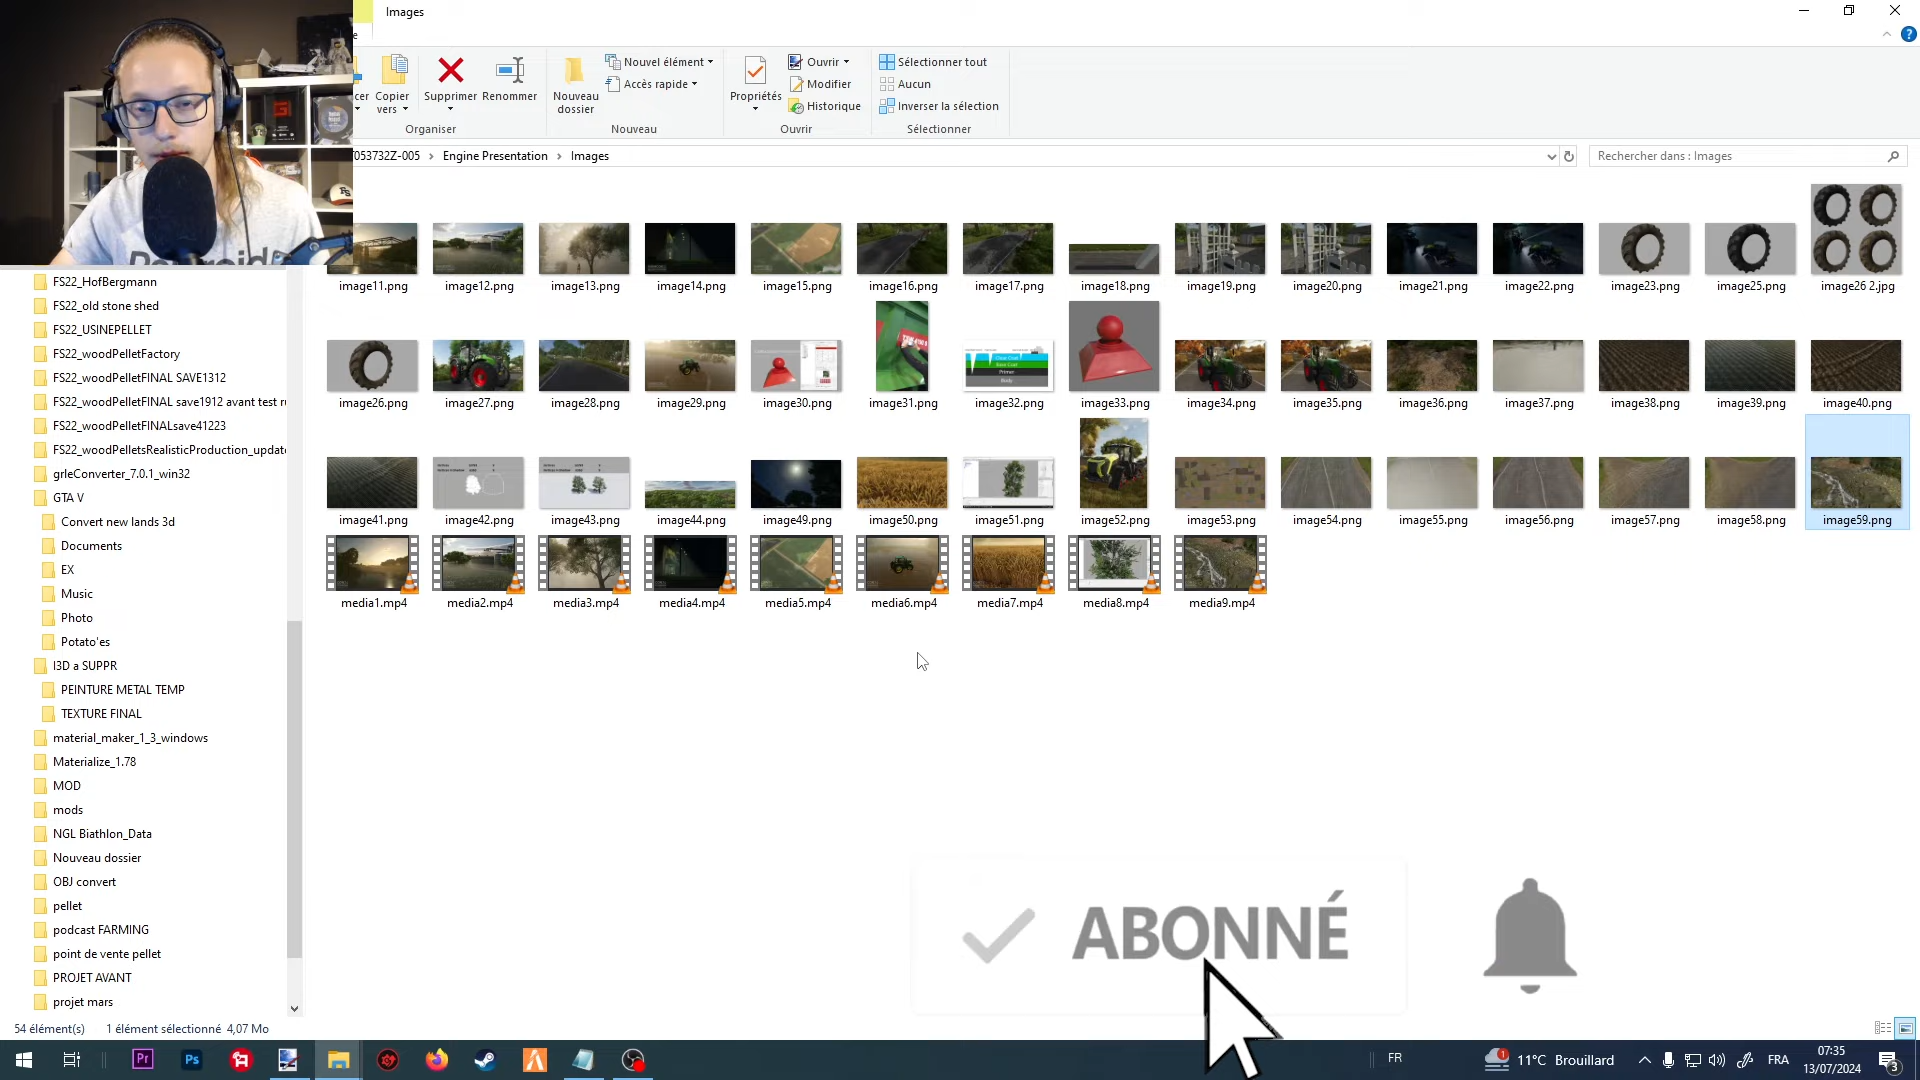 Images
Copier
vers
Supprimer
Renommer
Organiser
Nouveau
dossier
Nouvel élément
Accès rapide
Nouveau
Propriétés
Ouvrir
Modifier
Historique
Ouvrir
Sélectionner tout
Aucun
Inverser la sélection
Sélectionner
T053732Z-005 > Engine Presentation > Images
Rechercher dans : Images
image11.png
image12.png
image13.png
image14.png
image15.png
image16.png
image17.png
image18.png
image19.png
image20.png
image21.png
image22.png
image23.png
image25.png
image26 2.jpg
image26.png
image27.png
image28.png
image29.png
image30.png
image31.png
image32.png
image33.png
image34.png
image35.png
image36.png
image37.png
image38.png
image39.png
image40.png
image41.png
image42.png
image43.png
image44.png
image49.png
image50.png
image51.png
image52.png
image53.png
image54.png
image55.png
image56.png
image57.png
image58.png
image59.png
media1.mp4
media2.mp4
media3.mp4
media4.mp4
media5.mp4
media6.mp4
media7.mp4
media8.mp4
media9.mp4
FS22_HofBergmann
FS22_old stone shed
FS22_USINEPELLET
FS22_woodPelletFactory
FS22_woodPelletFINAL SAVE1312
FS22_woodPelletFINAL save1912 avant test
FS22_woodPelletFINALsave41223
FS22_woodPelletsRealisticProduction_update
grleConverter_7.0.1_win32
GTA V
Convert new lands 3d
Documents
EX
Music
Photo
Potato'es
I3D a SUPPR
PEINTURE METAL TEMP
TEXTURE FINAL
material_maker_1_3_windows
Materialize_1.78
MOD
mods
NGL Biathlon_Data
Nouveau dossier
OBJ convert
pellet
podcast FARMING
point de vente pellet
PROJET AVANT
projet mars
ABONNÉ
54 élément(s) 1 élément sélectionné 4,07 Mo
FR
11°C Brouillard
FRA
07:35
13/07/2024